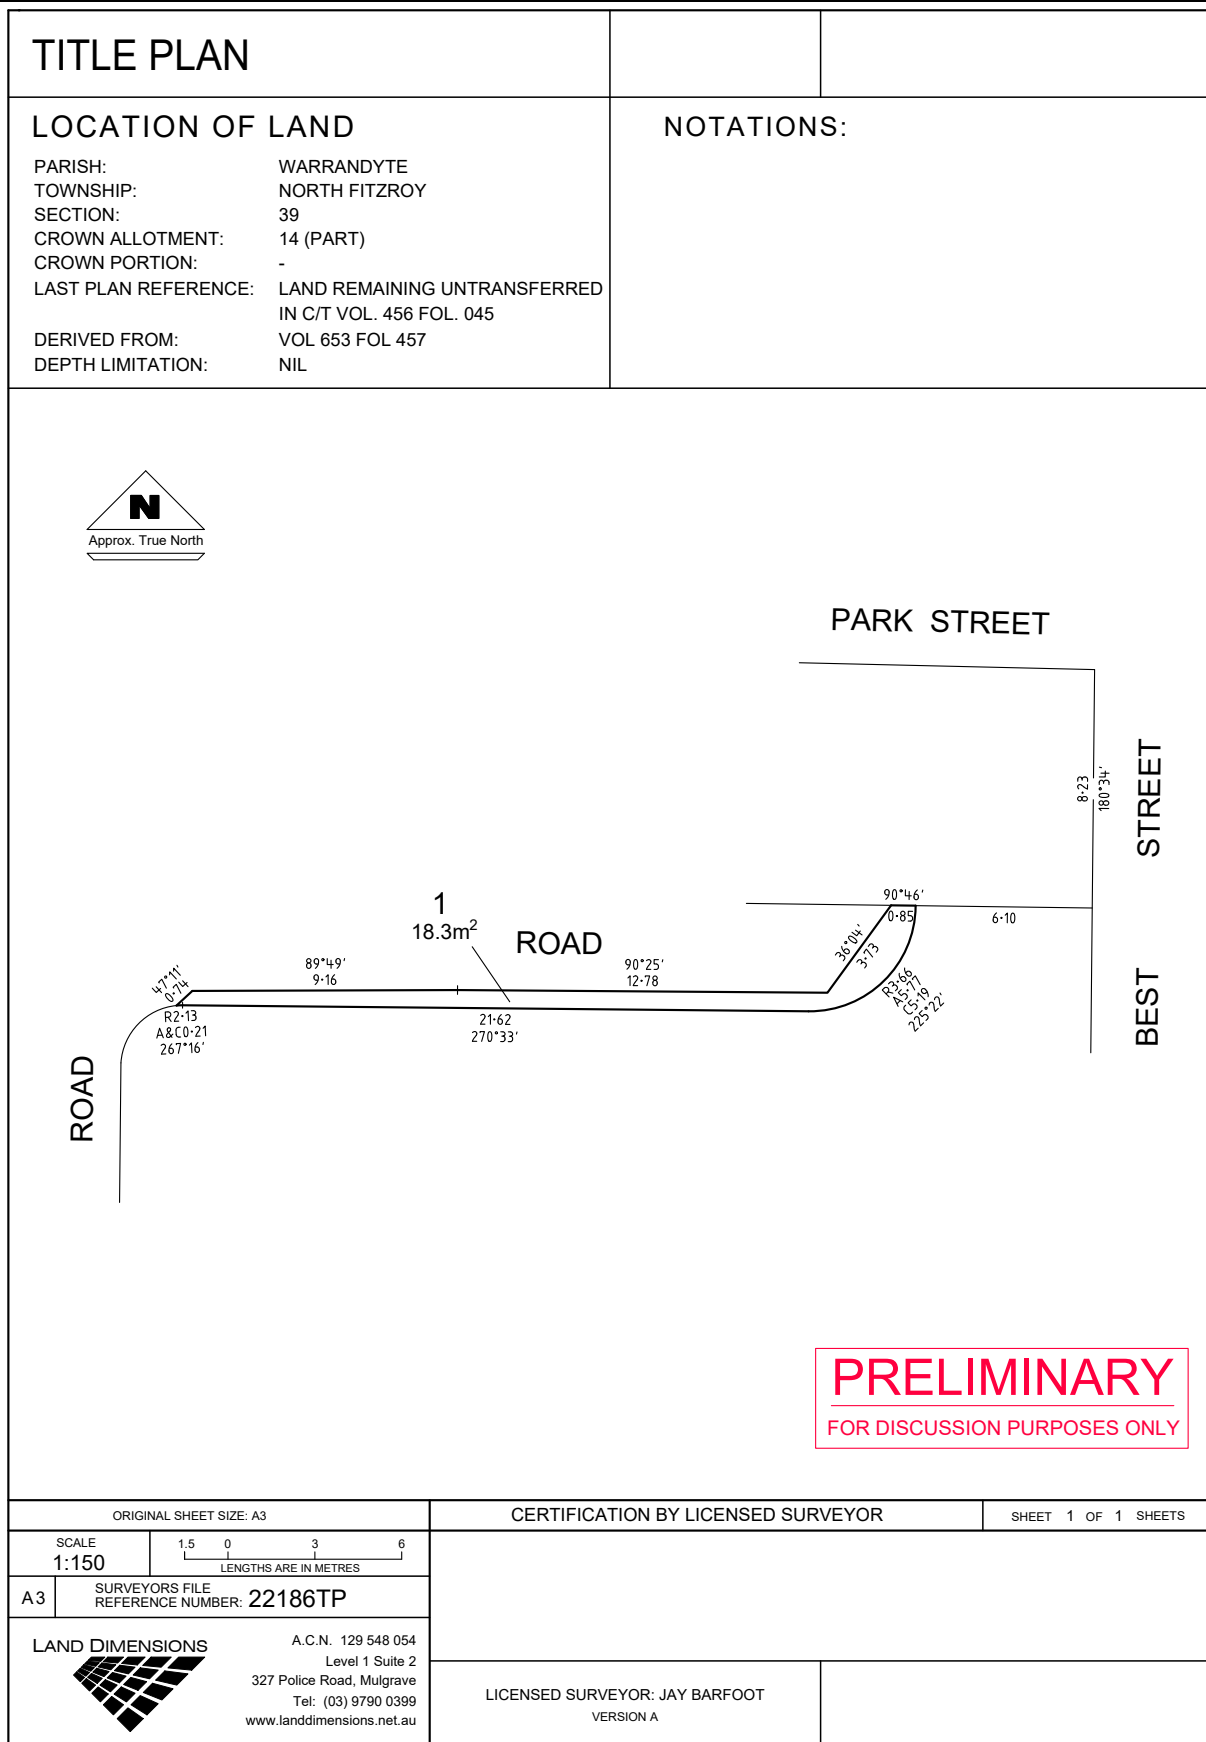 TITLE PLAN
LOCATION OF LAND
PARISH: WARRANDYTE
TOWNSHIP: NORTH FITZROY
SECTION: 39
CROWN ALLOTMENT: 14 (PART)
CROWN PORTION: -
LAST PLAN REFERENCE: LAND REMAINING UNTRANSFERRED
IN C/T VOL. 456 FOL. 045
DERIVED FROM: VOL 653 FOL 457
DEPTH LIMITATION: NIL
NOTATIONS:
N
Approx. True North
PARK STREET
8·23
180°34'
STREET
BEST
90°46'
0·85
6·10
1
18.3m²
ROAD
36°04'
3·73
89°49'
9·16
90°25'
12·78
47°11'
0·74
R3·66
A5·77
C5·19
225°22'
R2·13
A&C0·21
267°16'
21·62
270°33'
ROAD
PRELIMINARY
FOR DISCUSSION PURPOSES ONLY
ORIGINAL SHEET SIZE: A3
CERTIFICATION BY LICENSED SURVEYOR
SHEET 1 OF 1 SHEETS
SCALE
1:150
1.5 0 3 6
LENGTHS ARE IN METRES
A3
SURVEYORS FILE
REFERENCE NUMBER: 22186TP
LAND DIMENSIONS
A.C.N. 129 548 054
Level 1 Suite 2
327 Police Road, Mulgrave
Tel: (03) 9790 0399
www.landdimensions.net.au
LICENSED SURVEYOR: JAY BARFOOT
VERSION A